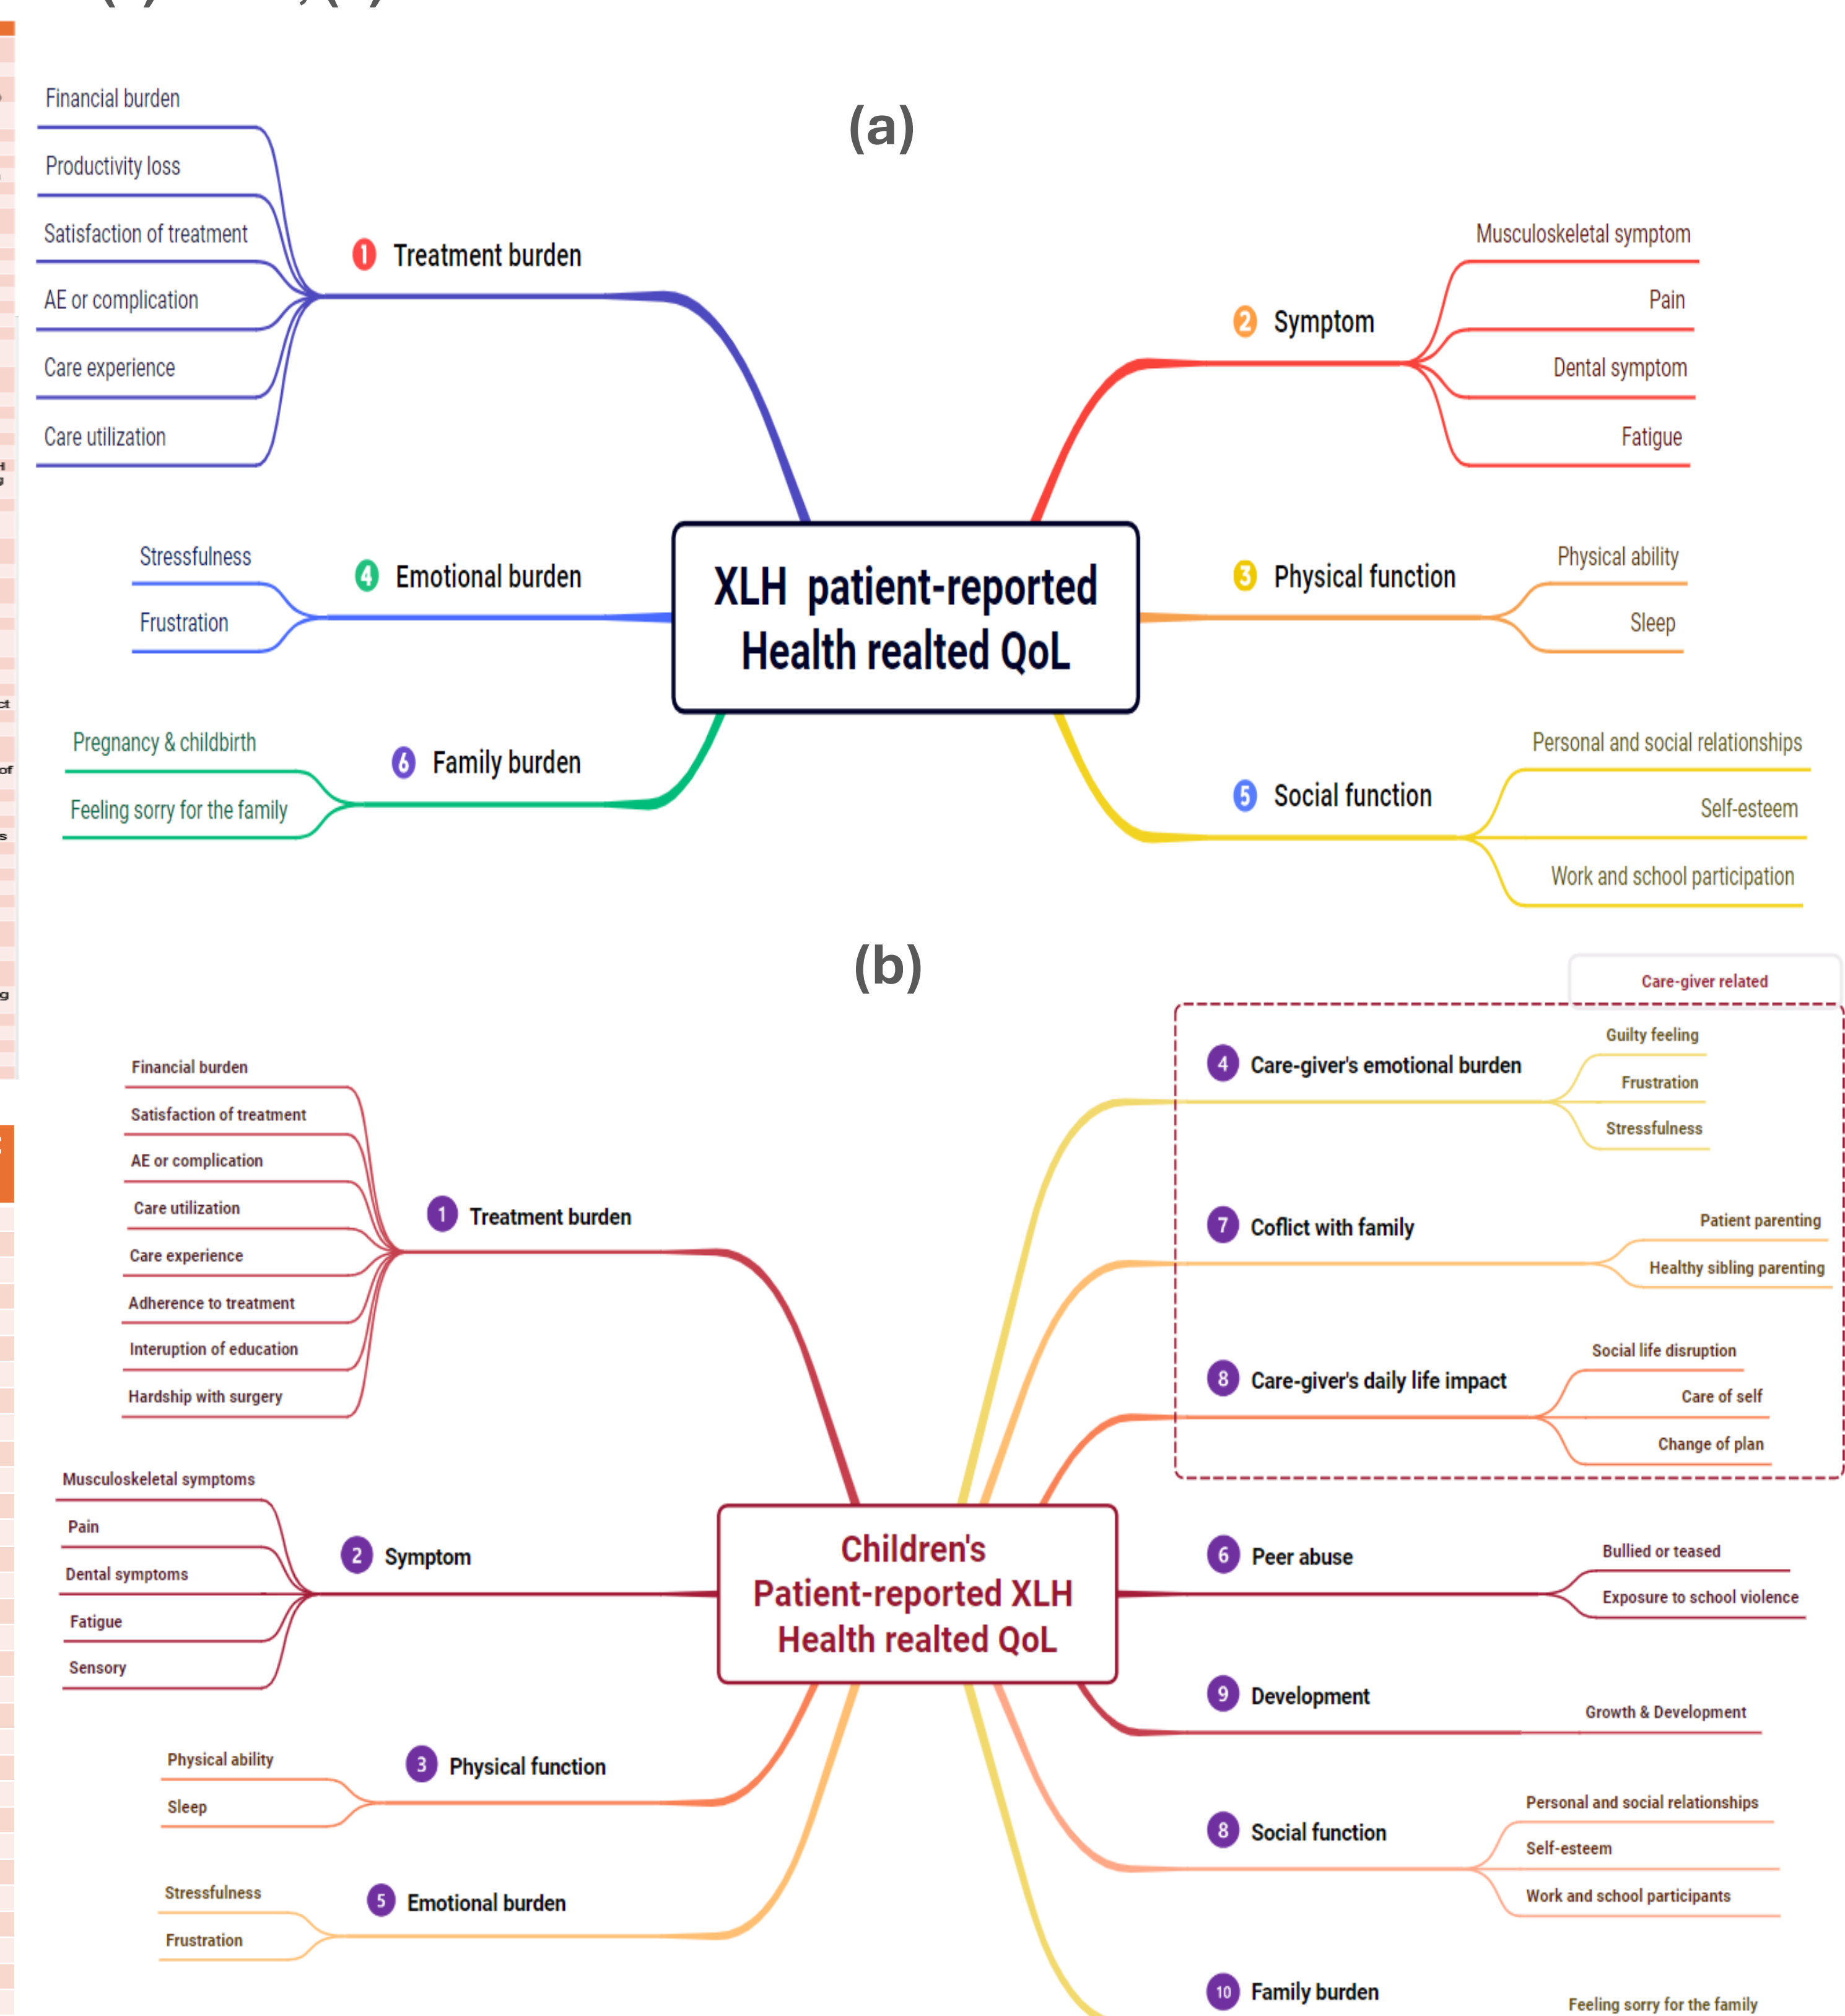 (a)
Financial burden
Productivity loss
Satisfaction of treatment
AE or complication
Care experience
Care utilization
1 Treatment burden
Stressfulness
Frustration
4 Emotional burden
Pregnancy & childbirth
Feeling sorry for the family
6 Family burden
XLH patient-reported
Health realted QoL
2 Symptom
Musculoskeletal symptom
Pain
Dental symptom
Fatigue
3 Physical function
Physical ability
Sleep
5 Social function
Personal and social relationships
Self-esteem
Work and school participation
(b)
Financial burden
Satisfaction of treatment
AE or complication
Care utilization
Care experience
Adherence to treatment
Interuption of education
Hardship with surgery
1 Treatment burden
Musculoskeletal symptoms
Pain
Dental symptoms
Fatigue
Sensory
2 Symptom
Physical ability
Sleep
3 Physical function
Stressfulness
Frustration
5 Emotional burden
Children's
Patient-reported XLH
Health realted QoL
Care-giver related
4 Care-giver's emotional burden
Guilty feeling
Frustration
Stressfulness
7 Coflict with family
Patient parenting
Healthy sibling parenting
8 Care-giver's daily life impact
Social life disruption
Care of self
Change of plan
6 Peer abuse
Bullied or teased
Exposure to school violence
9 Development
Growth & Development
8 Social function
Personal and social relationships
Self-esteem
Work and school participants
10 Family burden
Feeling sorry for the family